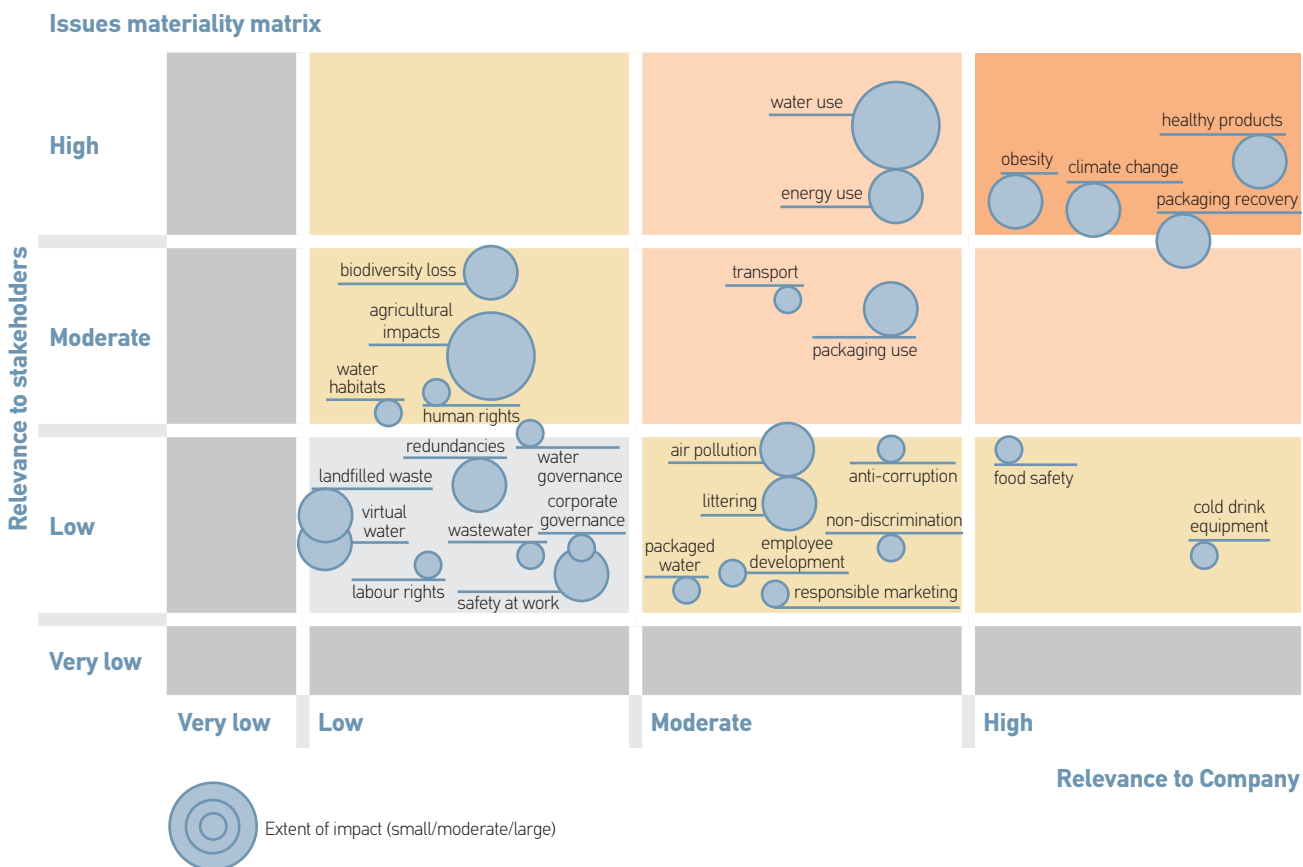 Issues materiality matrix
Relevance to stakeholders
High
water use
energy use
healthy products
obesity
climate change
packaging recovery
Moderate
biodiversity loss
agricultural
impacts
water
habitats
human rights
transport
packaging use
Low
redundancies
water
governance
landfilled waste
virtual
water
corporate
governance
wastewater
labour rights
safety at work
air pollution
anti-corruption
littering
non-discrimination
packaged
water
employee
development
responsible marketing
food safety
cold drink
equipment
Very low
Very low
Low
Moderate
High
Relevance to Company
Extent of impact (small/moderate/large)